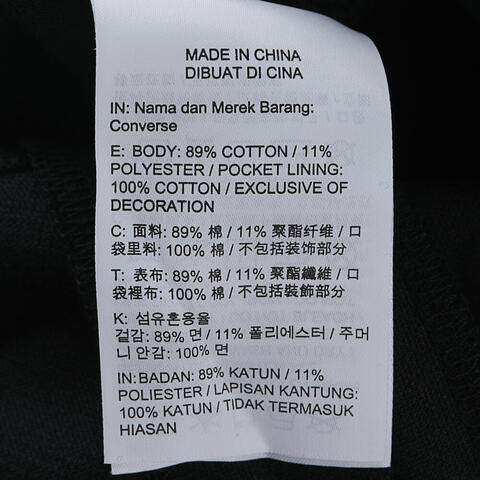 MADE IN CHINA
DIBUAT DI CINA
IN: Nama dan Merek Barang:
Converse
E: BODY: 89% COTTON / 11%
POLYESTER / POCKET LINING:
100% COTTON / EXCLUSIVE OF
DECORATION
C: 面料: 89% 棉 / 11% 聚酯纤维 / 口
袋里料: 100% 棉 / 不包括装饰部分
T: 表布: 89% 棉 / 11% 聚酯纖維 / 口
袋裡布: 100% 棉 / 不包括裝飾部分
K: 섬유혼용율
겉감: 89% 면 / 11% 폴리에스터 / 주머
니 안감: 100% 면
IN:BADAN: 89% KATUN / 11%
POLIESTER / LAPISAN KANTUNG:
100% KATUN / TIDAK TERMASUK
HIASAN